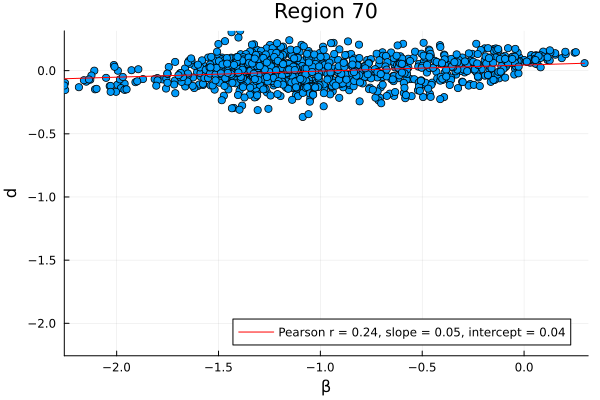 Region 70
0.0
−0.5
−1.0
−1.5
−2.0
d
Pearson r = 0.24, slope = 0.05, intercept = 0.04
−2.0 −1.5 −1.0 −0.5 0.0
β